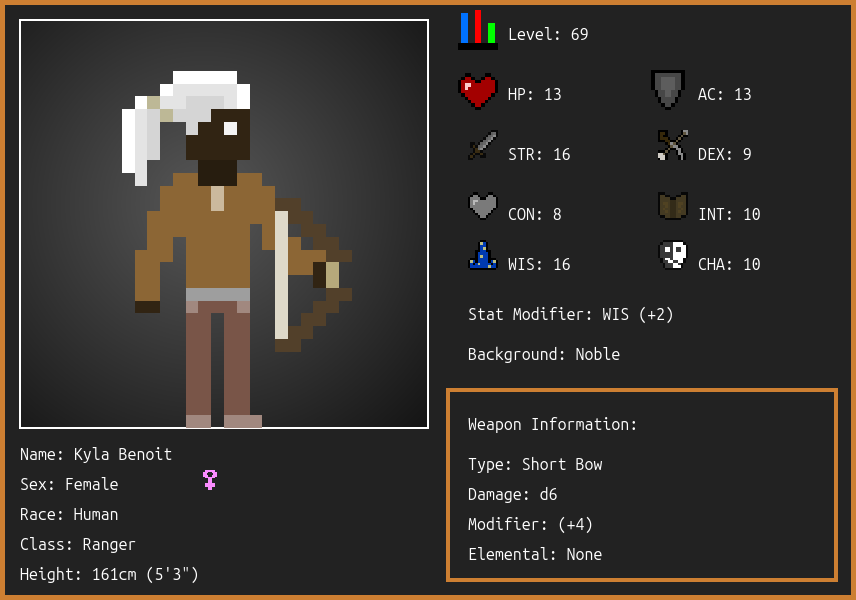 Level: 69
HP: 13
AC: 13
STR: 16
DEX: 9
CON: 8
INT: 10
WIS: 16
CHA: 10
Stat Modifier: WIS (+2)
Background: Noble
Weapon Information:
Type: Short Bow
Damage: d6
Modifier: (+4)
Elemental: None
Name: Kyla Benoit
Sex: Female
Race: Human
Class: Ranger
Height: 161cm (5'3")